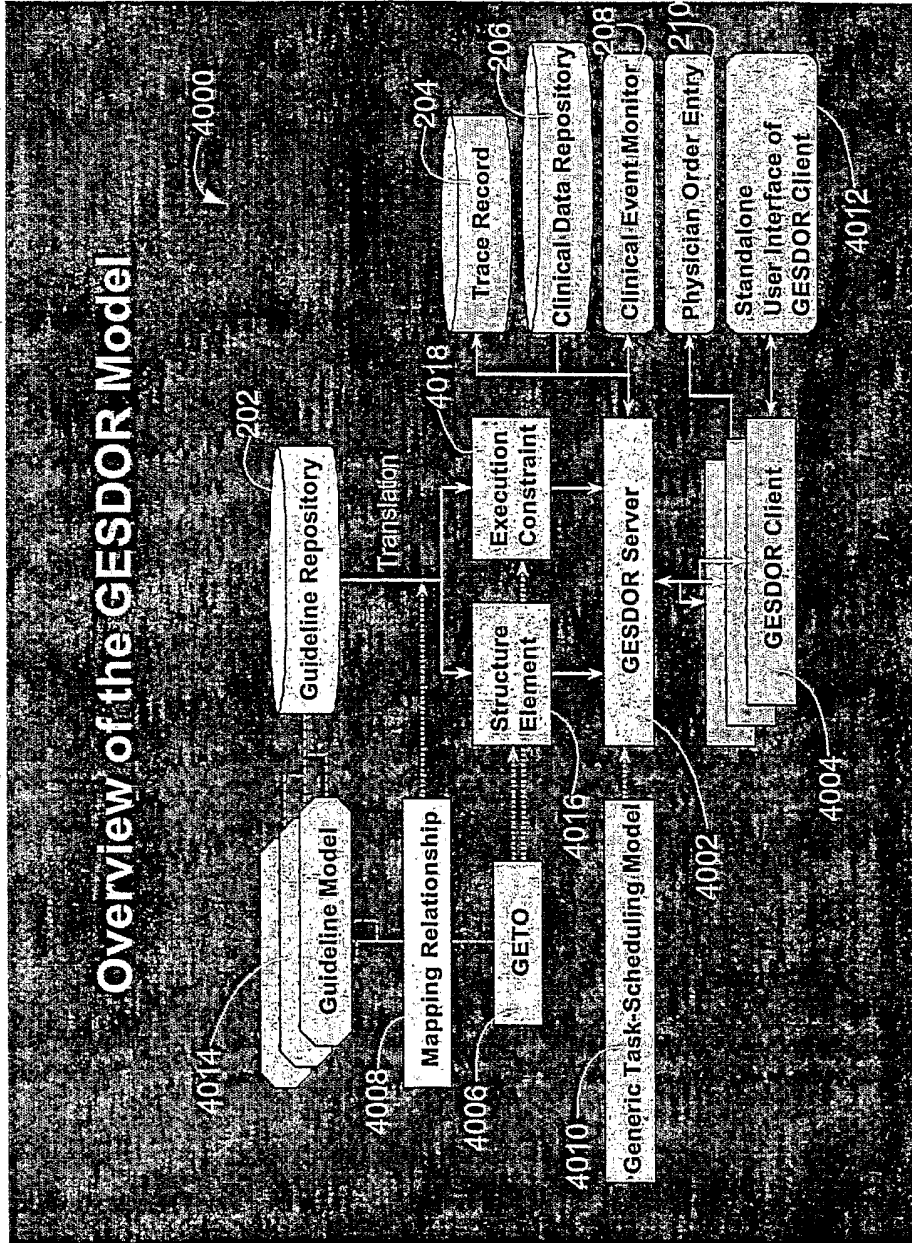 Overview of the GESDOR Model
4000
4014
Guideline Model
202
Guideline Repository
204
Trace Record
206
Clinical Data Repository
Translation
4008
Mapping Relationship
4018
Structure
Element
Execution
Constraint
208
Clinical Event Monitor
4006
GETO
4016
210
Physician Order Entry
4010
Generic Task-Scheduling Model
4002
GESDOR Server
Standalone
User Interface of
GESDOR Client
4012
4004
GESDOR Client